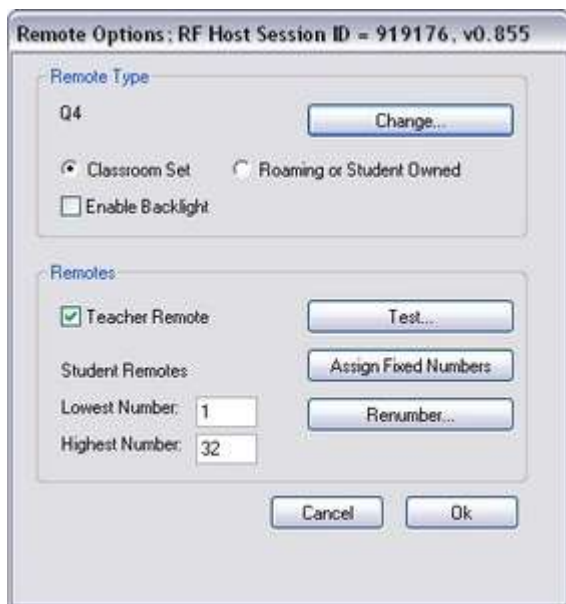 Remote Options; RF Host Session ID = 919176, v0.855
Remote Type
Q4
Change...
Classroom Set
Roaming or Student Owned
Enable Backlight
Remotes
Teacher Remote
Test...
Student Remotes
Assign Fixed Numbers
Lowest Number: 1
Renumber...
Highest Number: 32
Cancel
Ok